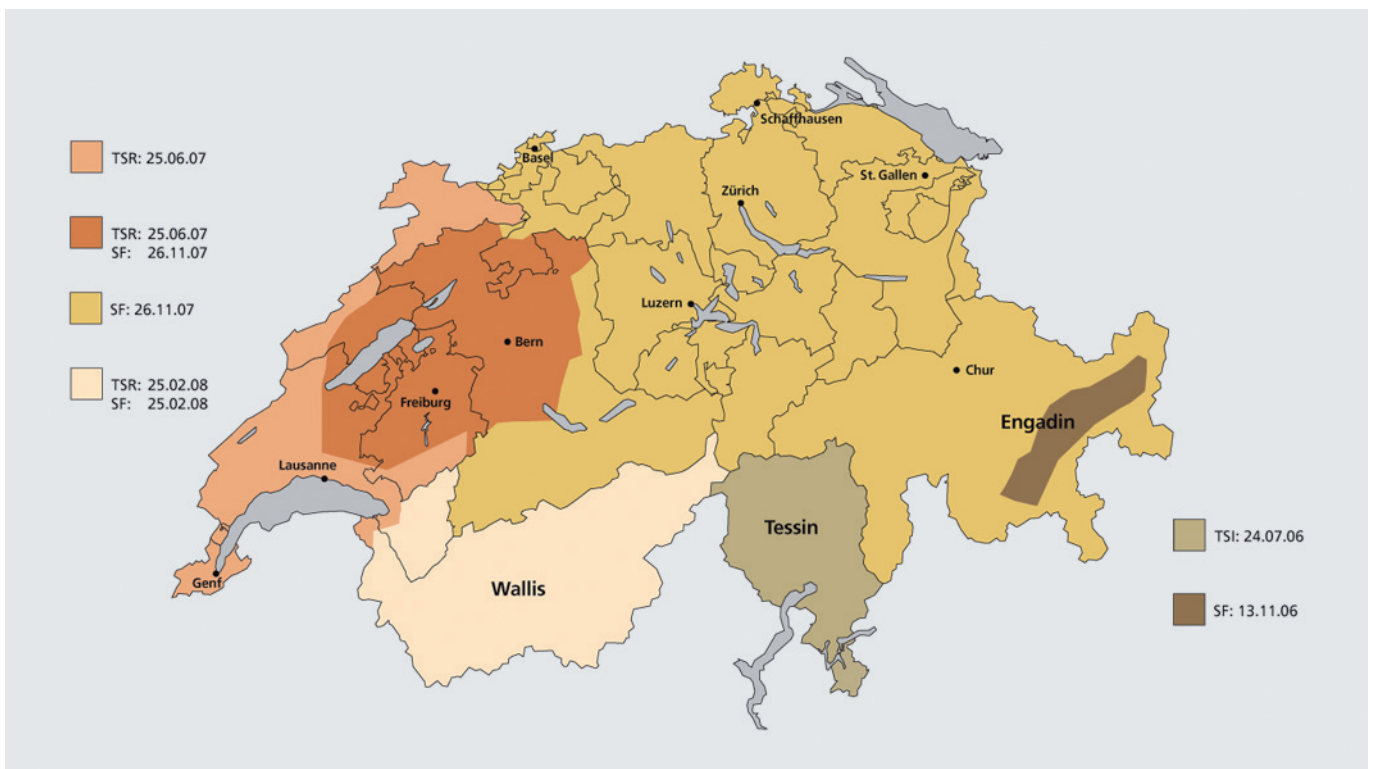 TSR: 25.06.07
TSR: 25.06.07
SF: 26.11.07
SF: 26.11.07
TSR: 25.02.08
SF: 25.02.08
Schaffhausen
Basel
St. Gallen
Zürich
Luzern
Bern
Chur
Freiburg
Engadin
Lausanne
Tessin
Genf
Wallis
TSI: 24.07.06
SF: 13.11.06